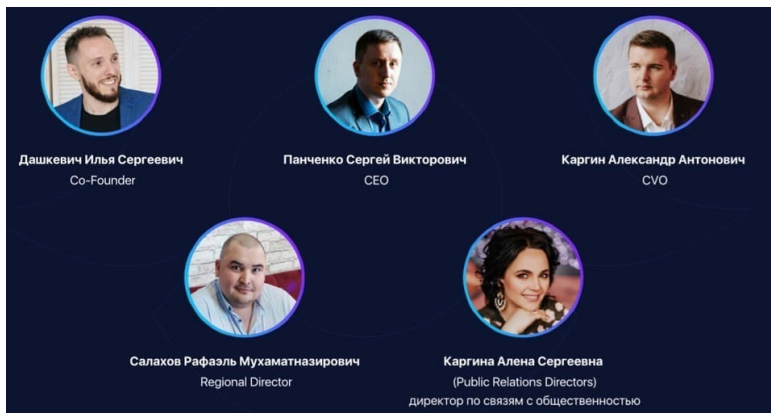 Дашкевич Илья Сергеевич
Co-Founder
Панченко Сергей Викторович
CEO
Каргин Александр Антонович
CVO
Салахов Рафаэль Мухаматназирович
Regional Director
Каргина Алена Сергеевна
(Public Relations Directors)
директор по связям с общественностью